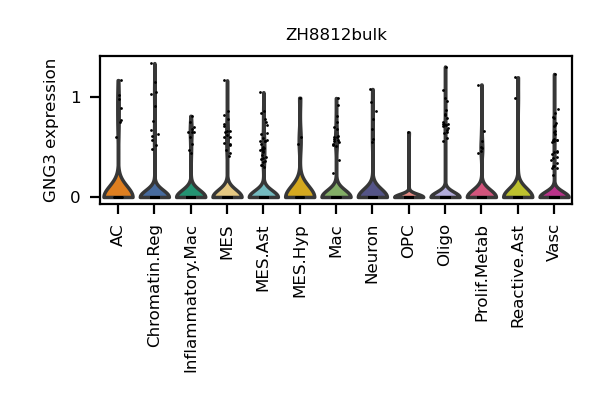 ZH8812bulk
GNG3 expression
1
0
AC
Chromatin.Reg
Inflammatory.Mac
MES
MES.Ast
MES.Hyp
Mac
Neuron
OPC
Oligo
Prolif.Metab
Reactive.Ast
Vasc